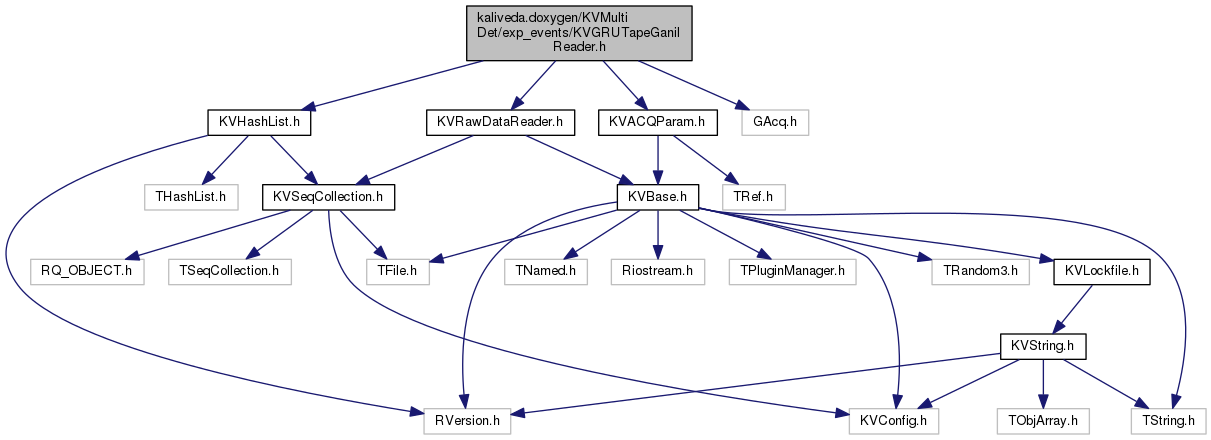 kaliveda.doxygen/KVMulti
Det/exp_events/KVGRUTapeGanil
Reader.h
KVHashList.h
KVRawDataReader.h
KVACQParam.h
GAcq.h
THashList.h
KVSeqCollection.h
KVBase.h
TRef.h
RQ_OBJECT.h
TSeqCollection.h
TFile.h
TNamed.h
Riostream.h
TPluginManager.h
TRandom3.h
KVLockfile.h
KVString.h
RVersion.h
KVConfig.h
TObjArray.h
TString.h